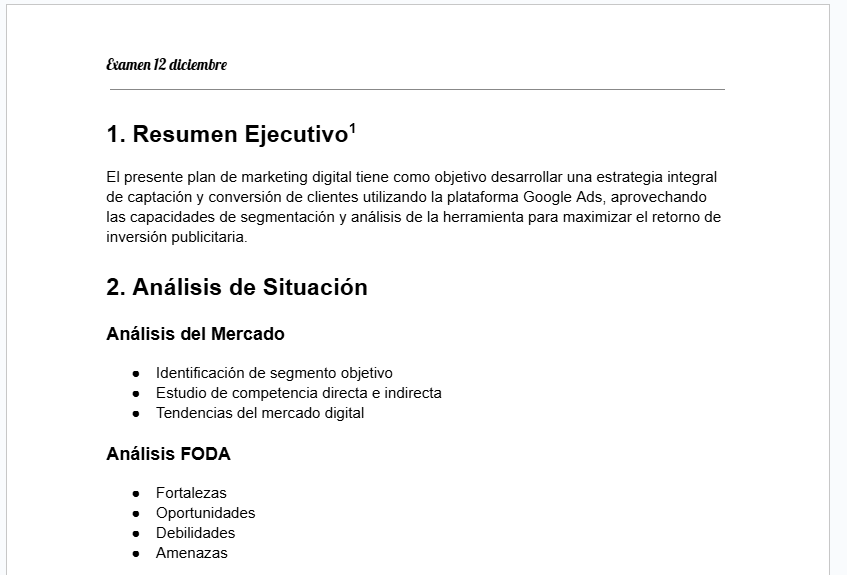 Examen 12 diciembre
1. Resumen Ejecutivo¹
El presente plan de marketing digital tiene como objetivo desarrollar una estrategia integral
de captación y conversión de clientes utilizando la plataforma Google Ads, aprovechando
las capacidades de segmentación y análisis de la herramienta para maximizar el retorno de
inversión publicitaria.
2. Análisis de Situación
Análisis del Mercado
● Identificación de segmento objetivo
● Estudio de competencia directa e indirecta
● Tendencias del mercado digital
Análisis FODA
● Fortalezas
● Oportunidades
● Debilidades
● Amenazas